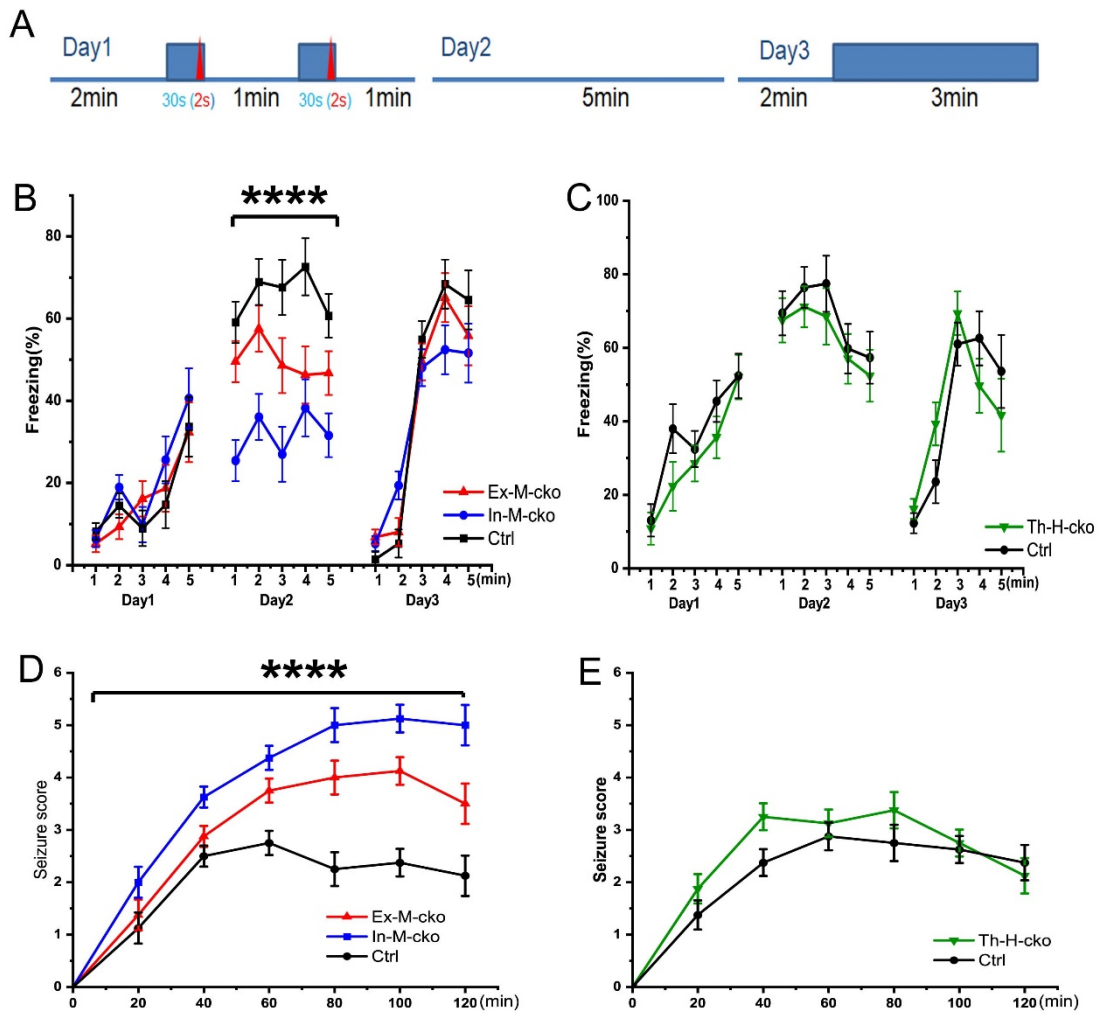 A
Day1
Day2
Day3
2min
30s (2s)
1min
30s (2s)
1min
5min
2min
3min
B
****
Freezing(%)
80
60
40
20
0
Ex-M-cko
In-M-cko
Ctrl
1 2 3 4 5 1 2 3 4 5 1 2 3 4 5(min)
Day1 Day2 Day3
C
Freezing(%)
100
80
60
40
20
0
Th-H-cko
Ctrl
1 2 3 4 5 1 2 3 4 5 1 2 3 4 5(min)
Day1 Day2 Day3
D
****
Seizure score
6
5
4
3
2
1
0
Ex-M-cko
In-M-cko
Ctrl
0 20 40 60 80 100 120(min)
E
Seizure score
6
5
4
3
2
1
0
Th-H-cko
Ctrl
0 20 40 60 80 100 120(min)